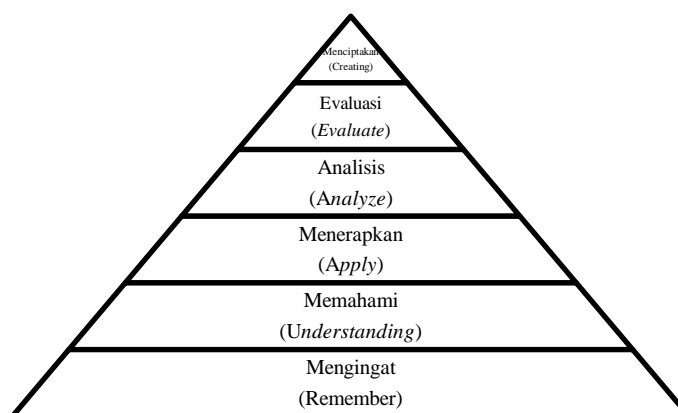 Menciptakan
(Creating)
Evaluasi
(Evaluate)
Analisis
(Analyze)
Menerapkan
(Apply)
Memahami
(Understanding)
Mengingat
(Remember)